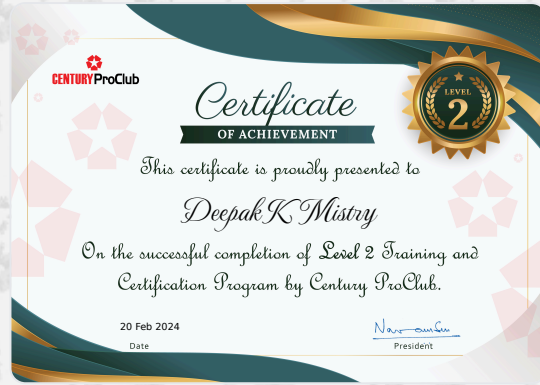 CENTURY ProClub
Certificate
OF ACHIEVEMENT
LEVEL
2
This certificate is proudly presented to
Deepak K Mistry
On the successful completion of Level 2 Training and
Certification Program by Century ProClub.
20 Feb 2024
Date
President